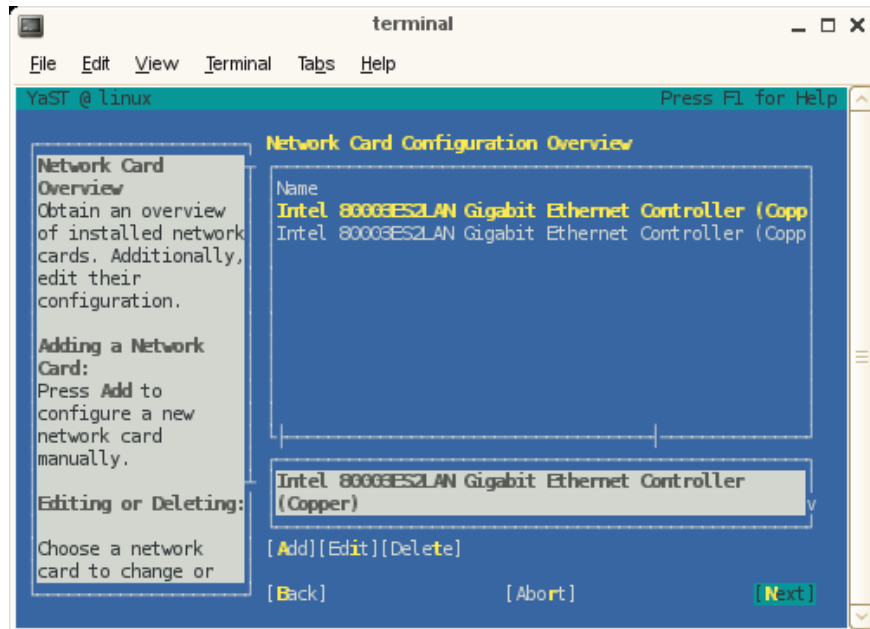 terminal
File Edit View Terminal Tabs Help
YaST @ linux Press F1 for Help
Network Card Configuration Overview
Network Card
Overview
Obtain an overview
of installed network
cards. Additionally,
edit their
configuration.
Adding a Network
Card:
Press Add to
configure a new
network card
manually.
Editing or Deleting:
Choose a network
card to change or
Name
Intel 80003ES2LAN Gigabit Ethernet Controller (Copp
Intel 80003ES2LAN Gigabit Ethernet Controller (Copp
Intel 80003ES2LAN Gigabit Ethernet Controller
(Copper)
[Add][Edit][Delete]
[Back] [Abort] [Next]